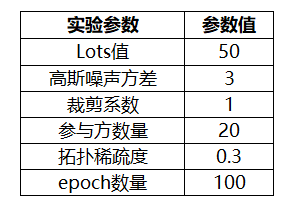 实验参数 参数值
Lots值 50
高斯噪声方差 3
裁剪系数 1
参与方数量 20
拓扑稀疏度 0.3
epoch数量 100